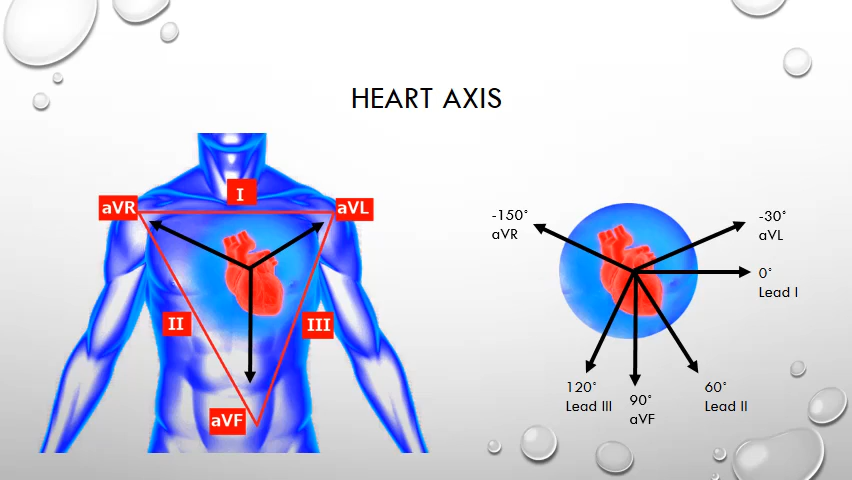 HEART AXIS
I
aVR
aVL
II
III
aVF
-150°
aVR
-30°
aVL
0°
Lead I
120°
Lead III
90°
aVF
60°
Lead II